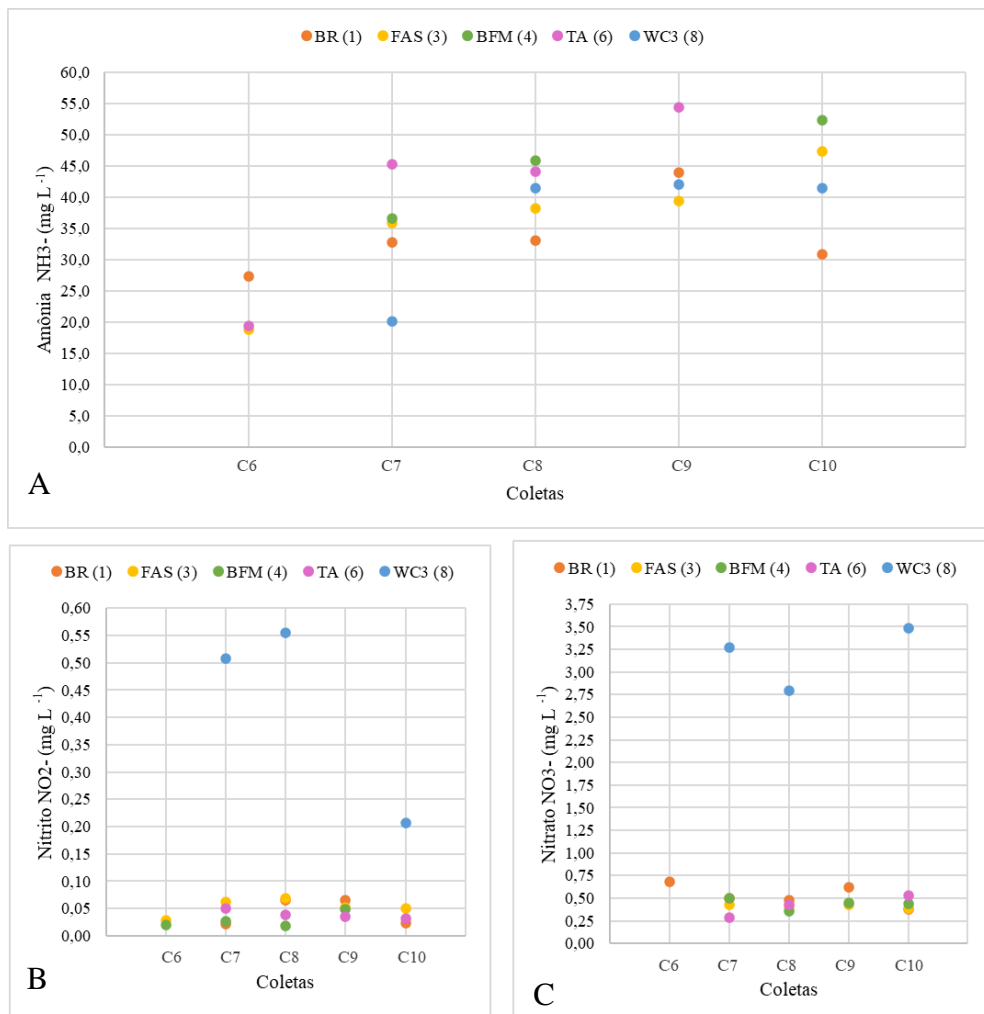 BR (1) FAS (3) BFM (4) TA (6) WC3 (8)
60,0
55,0
50,0
45,0
40,0
35,0
30,0
25,0
20,0
15,0
10,0
5,0
0,0
Amônia NH3- (mg L -1)
C6 C7 C8 C9 C10
Coletas
A
BR (1) FAS (3) BFM (4) TA (6) WC3 (8)
0,60
0,55
0,50
0,45
0,40
0,35
0,30
0,25
0,20
0,15
0,10
0,05
0,00
Nitrito NO2- (mg L -1)
C6 C7 C8 C9 C10
Coletas
B
BR (1) FAS (3) BFM (4) TA (6) WC3 (8)
3,75
3,50
3,25
3,00
2,75
2,50
2,25
2,00
1,75
1,50
1,25
1,00
0,75
0,50
0,25
0,00
Nitrato NO3- (mg L -1)
C6 C7 C8 C9 C10
Coletas
C